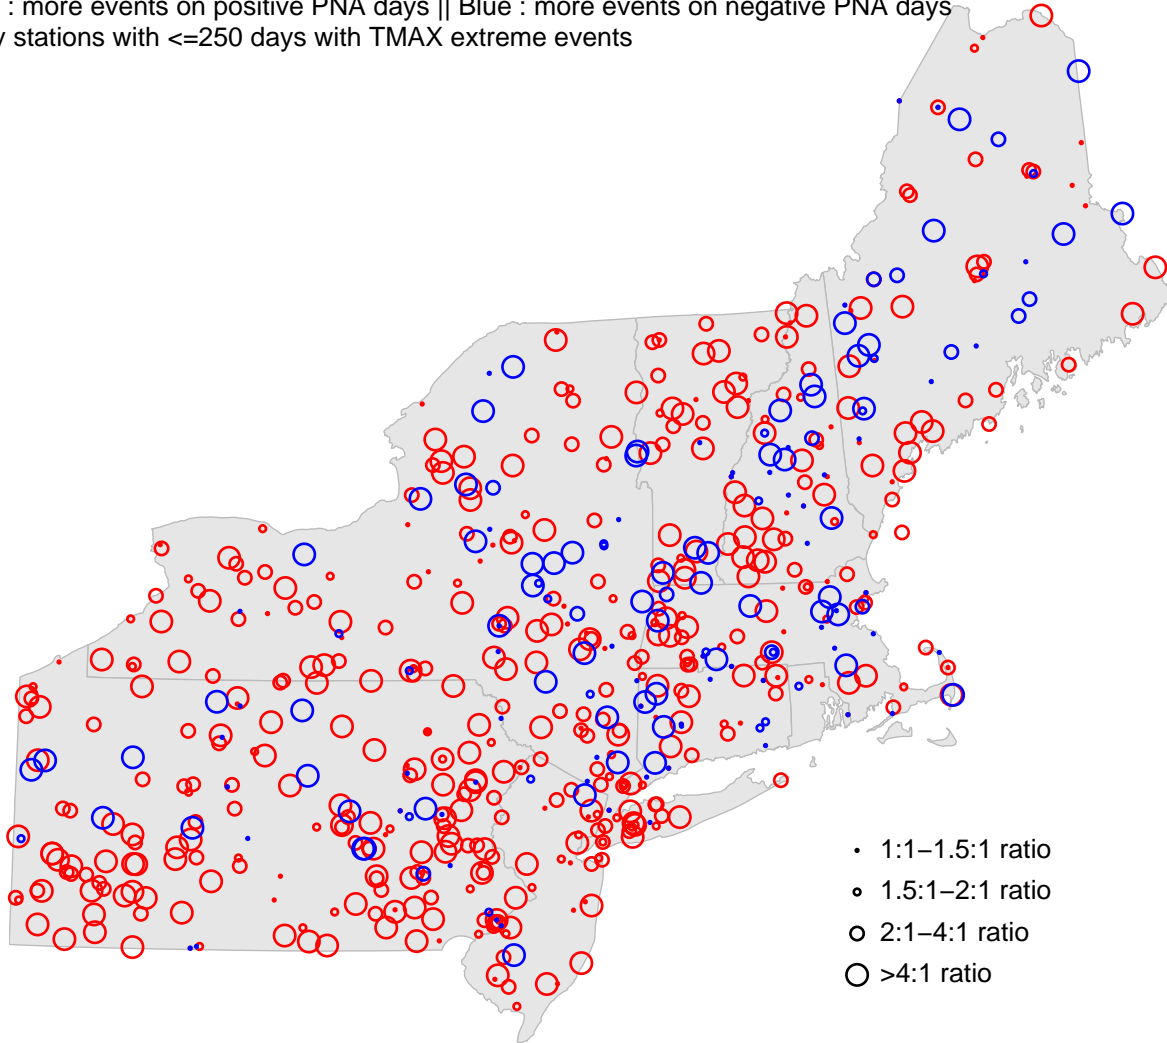 : more events on positive PNA days || Blue : more events on negative PNA days
stations with <=250 days with TMAX extreme events
1:1–1.5:1 ratio
1.5:1–2:1 ratio
2:1–4:1 ratio
>4:1 ratio